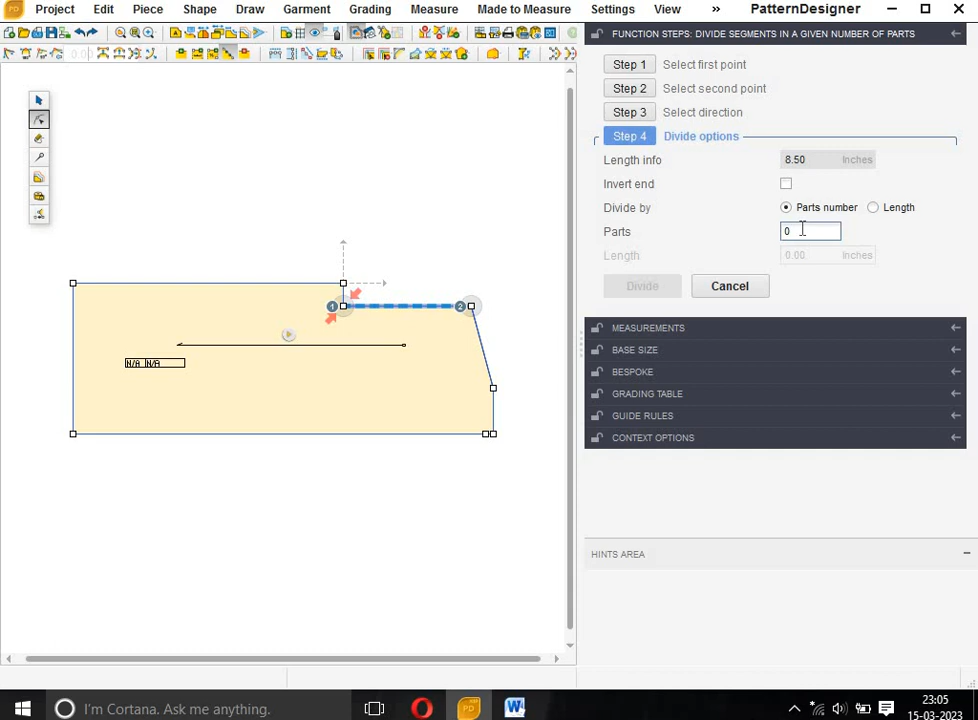 Project Edit Piece Shape Draw Garment Grading Measure Made to Measure Settings View » PatternDesigner
FUNCTION STEPS: DIVIDE SEGMENTS IN A GIVEN NUMBER OF PARTS
Step 1 Select first point
Step 2 Select second point
Step 3 Select direction
Step 4 Divide options
Length info 8.50 Inches
Invert end
Divide by Parts number Length
Parts 0
Length 0.00 Inches
Divide Cancel
1 2
N/A N/A
MEASUREMENTS
BASE SIZE
BESPOKE
GRADING TABLE
GUIDE RULES
CONTEXT OPTIONS
HINTS AREA
I'm Cortana. Ask me anything.
PD
W
23:05
15-03-2023